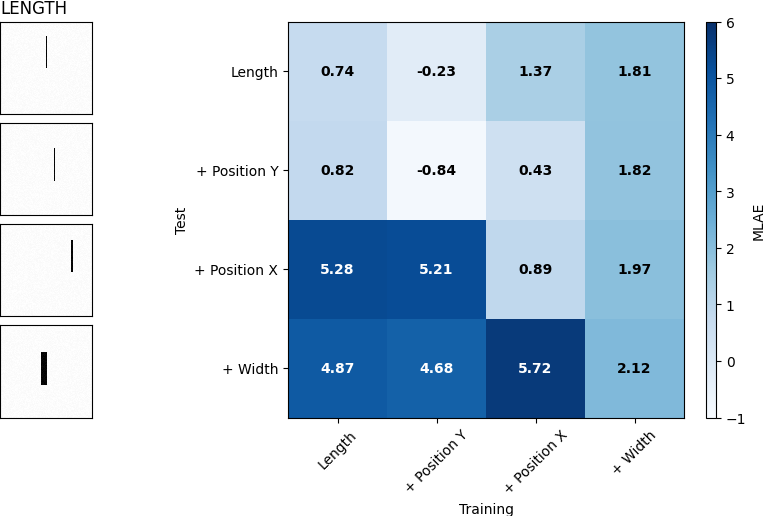 LENGTH
Length
0.74 -0.23 1.37 1.81
+ Position Y
0.82 -0.84 0.43 1.82
+ Position X
5.28 5.21 0.89 1.97
+ Width
4.87 4.68 5.72 2.12
Test
Length
+ Position Y
+ Position X
+ Width
Training
6
5
4
3
2
1
0
−1
MLAE